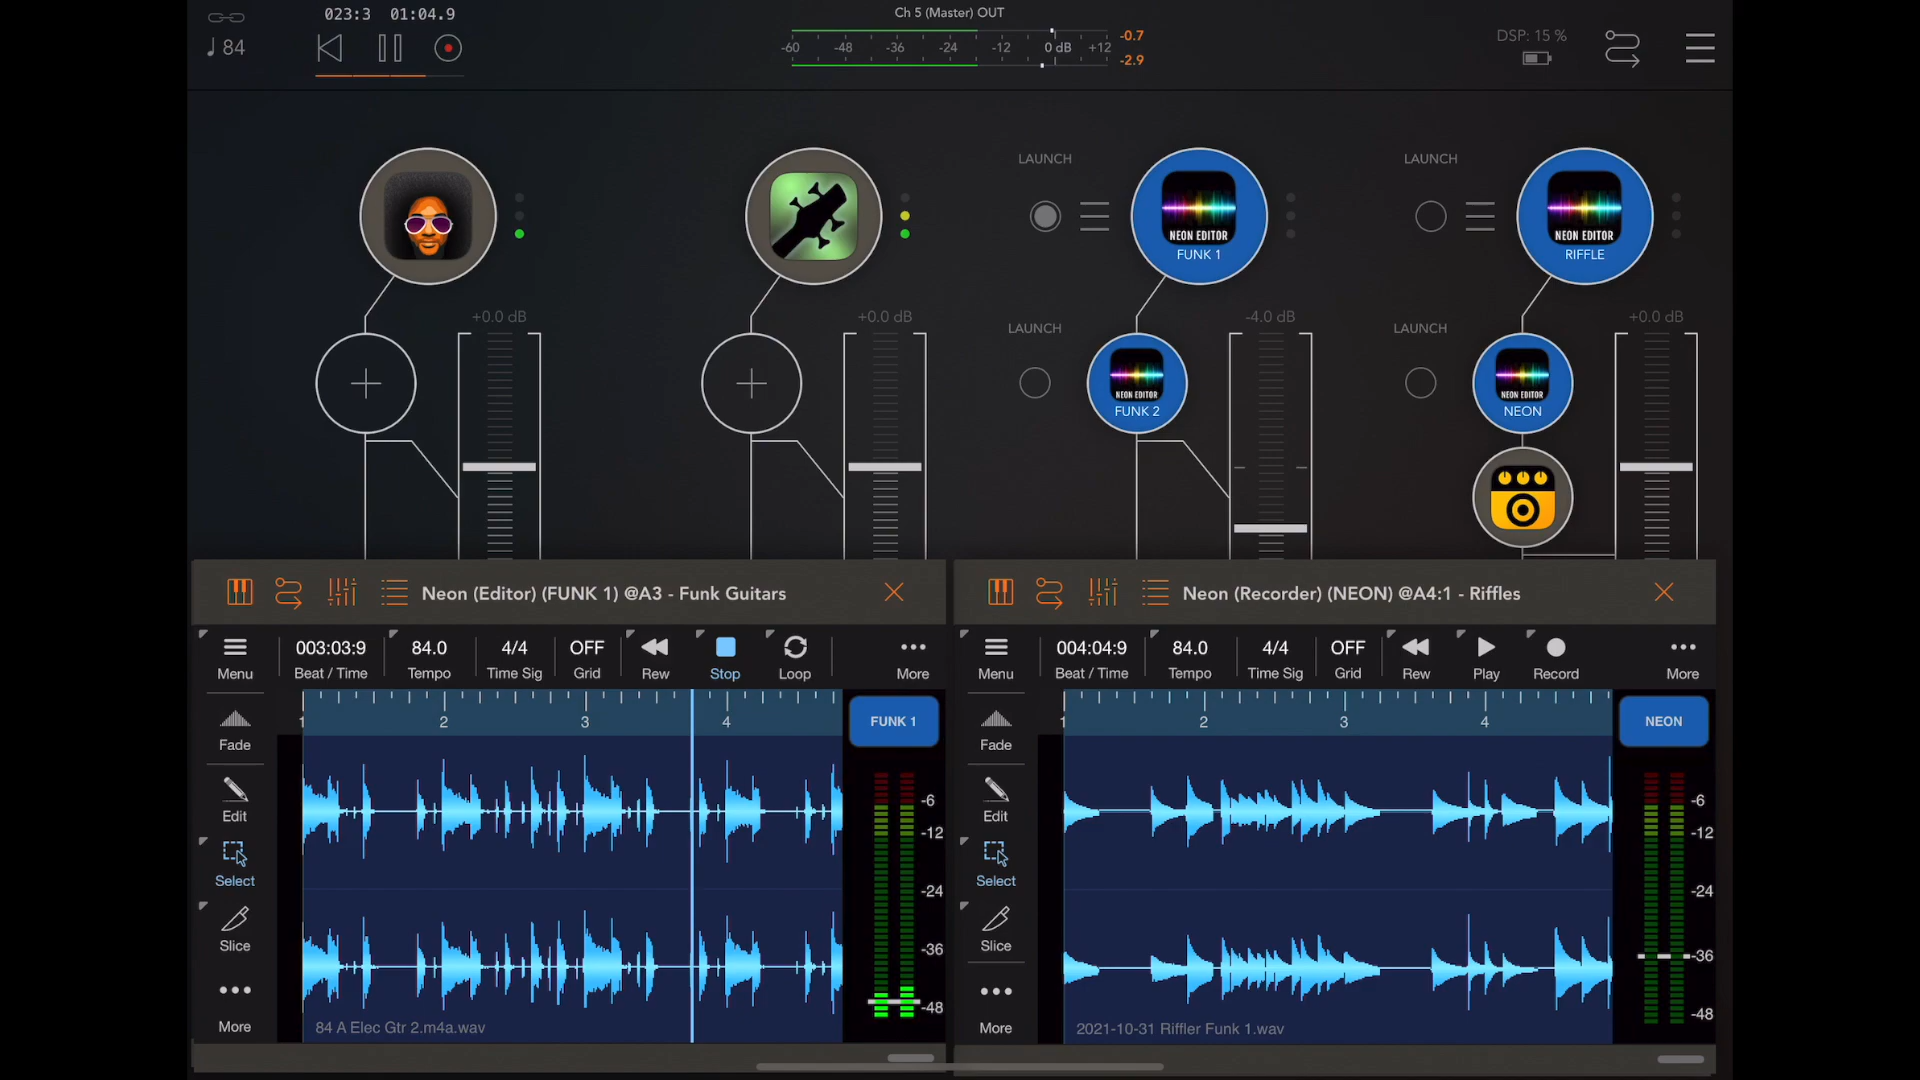 023:3 01:04.9
84
Ch 5 (Master) OUT
-60 -48 -36 -24 -12 0 dB +12
-0.7
-2.9
DSP: 15 %
LAUNCH
NEON EDITOR
FUNK 1
LAUNCH
NEON EDITOR
RIFFLE
+0.0 dB
+0.0 dB
LAUNCH
NEON EDITOR
FUNK 2
-4.0 dB
LAUNCH
NEON EDITOR
NEON
+0.0 dB
Neon (Editor) (FUNK 1) @A3 - Funk Guitars
Menu
003:03:9
Beat / Time
84.0
Tempo
4/4
Time Sig
OFF
Grid
Rew
Stop
Loop
More
1 2 3 4
FUNK 1
Fade
Edit
Select
Slice
More
-6
-12
-24
-36
-48
84 A Elec Gtr 2.m4a.wav
Neon (Recorder) (NEON) @A4:1 - Riffles
Menu
004:04:9
Beat / Time
84.0
Tempo
4/4
Time Sig
OFF
Grid
Rew
Play
Record
More
1 2 3 4
NEON
Fade
Edit
Select
Slice
More
-6
-12
-24
-36
-48
2021-10-31 Riffler Funk 1.wav